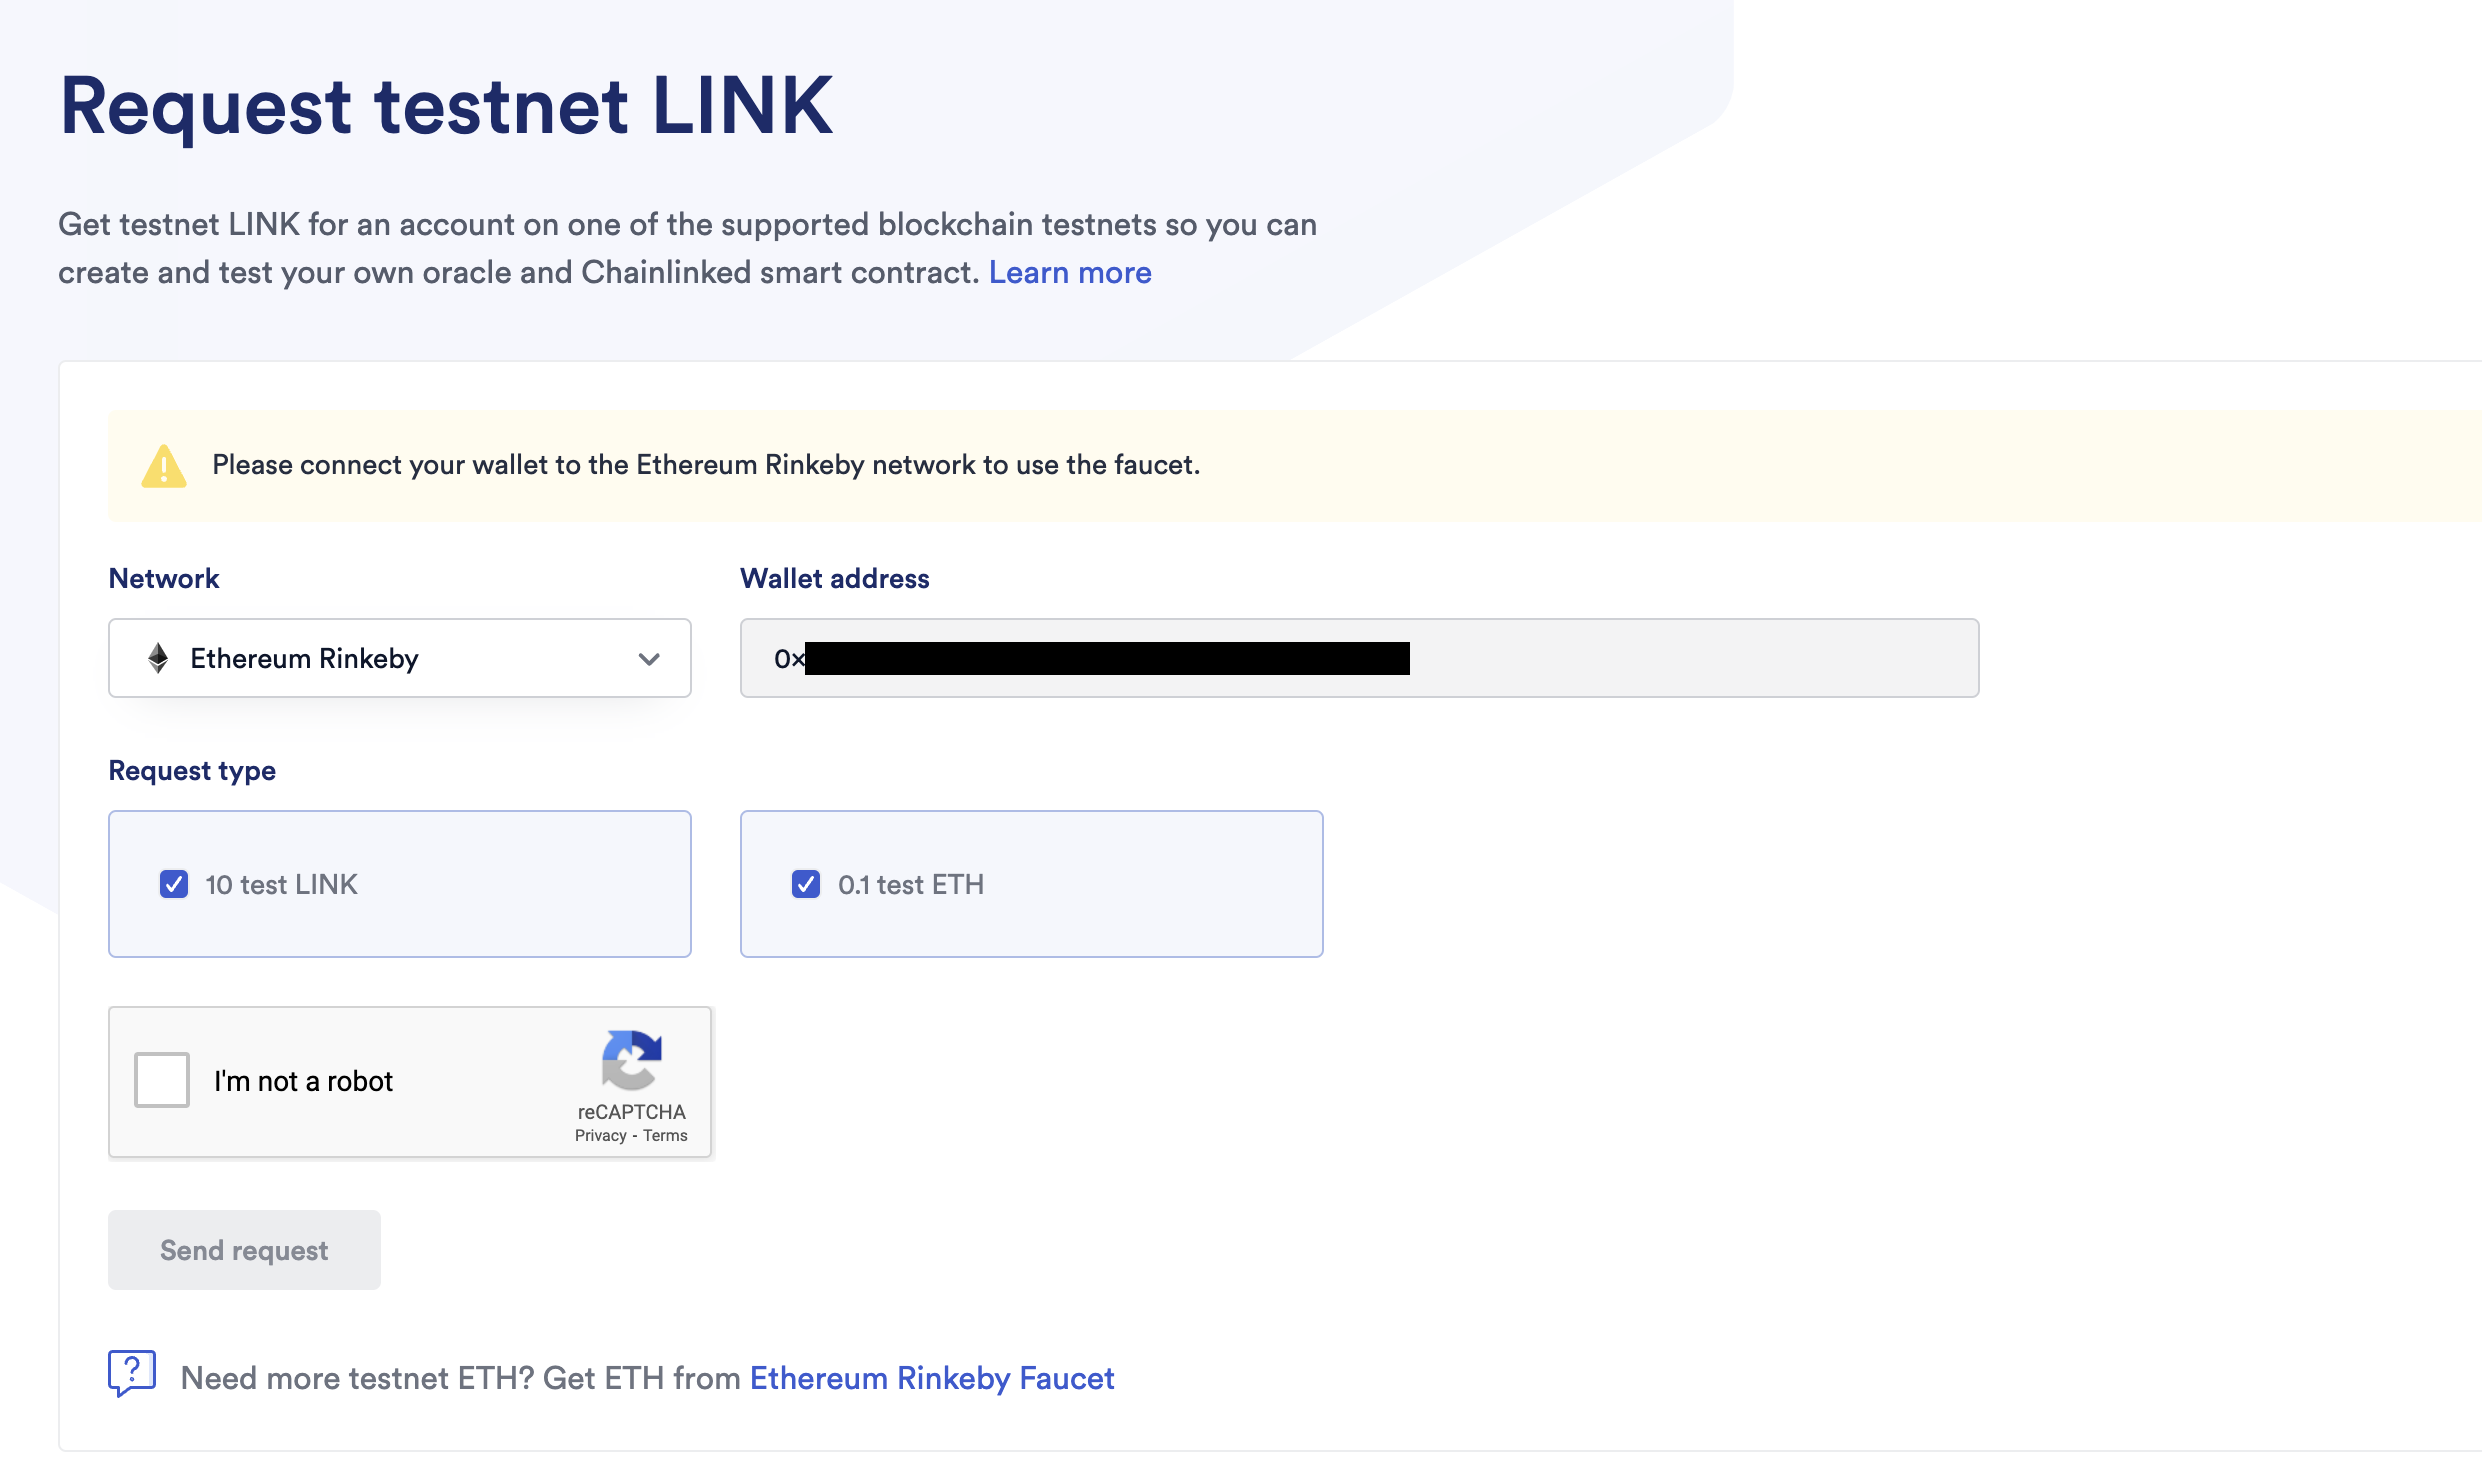 Request testnet LINK
Get testnet LINK for an account on one of the supported blockchain testnets so you can
create and test your own oracle and Chainlinked smart contract. Learn more
Please connect your wallet to the Ethereum Rinkeby network to use the faucet.
Network
Wallet address
Ethereum Rinkeby
0x
Request type
10 test LINK
0.1 test ETH
I'm not a robot
reCAPTCHA
Privacy - Terms
Send request
Need more testnet ETH? Get ETH from Ethereum Rinkeby Faucet